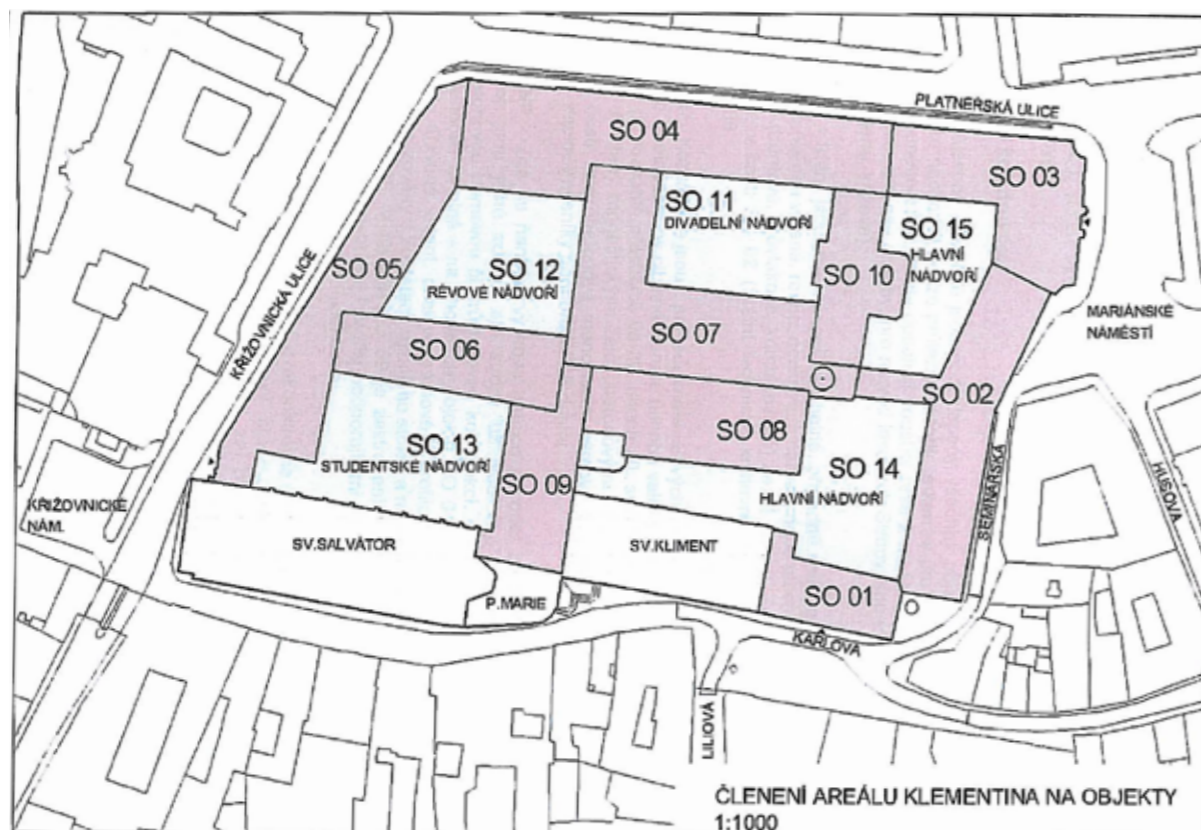 PLATNÉŘSKÁ ULICE
SO 04
SO 03
SO 11
DIVADELNÍ NÁDVOŘÍ
SO 15
HLAVNÍ
NÁDVOŘÍ
SO 05
SO 12
RÉVOVÉ NÁDVOŘÍ
SO 10
KŘIŽOVNICKÁ ULICE
MARIÁNSKÉ
NÁMĚSTÍ
SO 06
SO 07
SO 02
SO 13
STUDENTSKÉ NÁDVOŘÍ
SO 08
SO 14
HLAVNÍ NÁDVOŘÍ
SO 09
KŘIŽOVNICKÉ
NÁM.
SEMINÁŘSKÁ
HUSOVA
SV.SALVÁTOR
SV.KLIMENT
P.MARIE
SO 01
KARLOVA
LILIOVÁ
ČLENENÍ AREÁLU KLEMENTINA NA OBJEKTY
1:1000